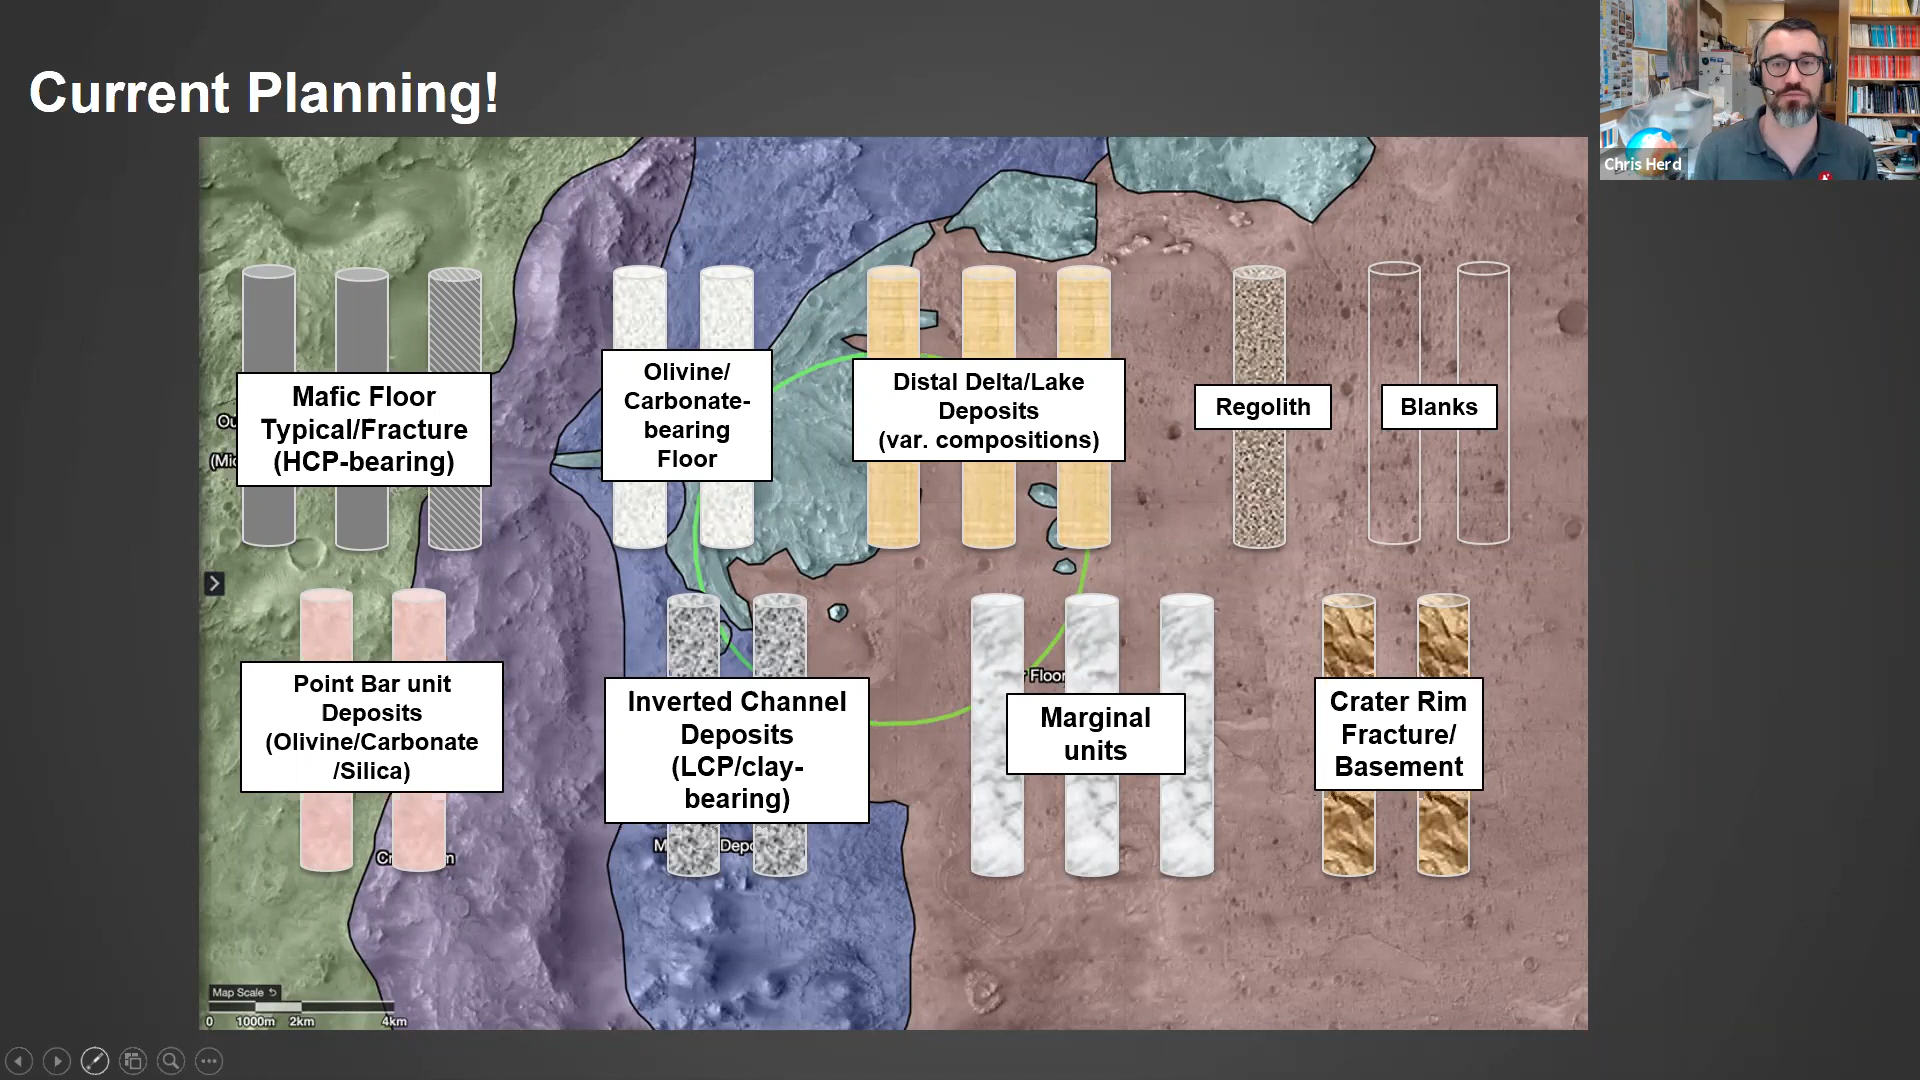 Current Planning!
Chris Herd
Mafic Floor
Typical/Fracture
(HCP-bearing)
Olivine/
Carbonate-
bearing
Floor
Distal Delta/Lake
Deposits
(var. compositions)
Regolith
Blanks
Point Bar unit
Deposits
(Olivine/Carbonate
/Silica)
Inverted Channel
Deposits
(LCP/clay-
bearing)
Floor
Marginal
units
Crater Rim
Fracture/
Basement
Map Scale
0 1000m 2km 4km